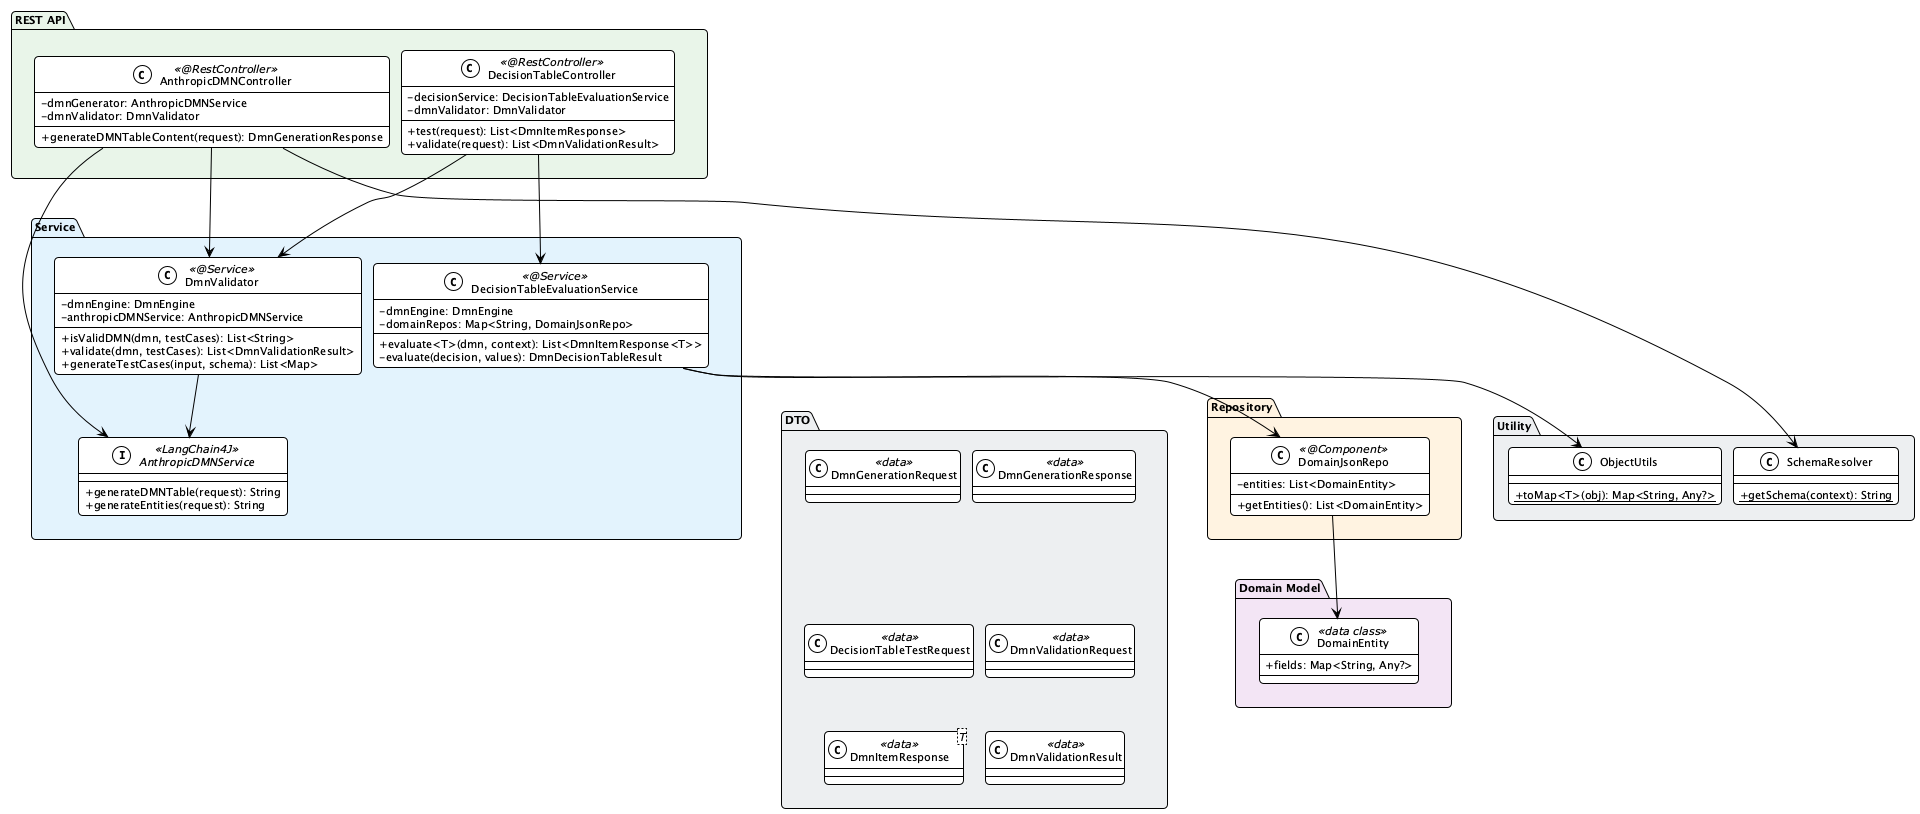 REST API
C
«@RestController»
AnthropicDMNController
–dmnGenerator: AnthropicDMNService
–dmnValidator: DmnValidator
+generateDMNTableContent(request): DmnGenerationResponse
C
«@RestController»
DecisionTableController
–decisionService: DecisionTableEvaluationService
–dmnValidator: DmnValidator
+test(request): List<DmnItemResponse>
+validate(request): List<DmnValidationResult>
Service
C
«@Service»
DmnValidator
–dmnEngine: DmnEngine
–anthropicDMNService: AnthropicDMNService
+isValidDMN(dmn, testCases): List<String>
+validate(dmn, testCases): List<DmnValidationResult>
+generateTestCases(input, schema): List<Map>
C
«@Service»
DecisionTableEvaluationService
–dmnEngine: DmnEngine
–domainRepos: Map<String, DomainJsonRepo>
+evaluate<T>(dmn, context): List<DmnItemResponse<T>>
–evaluate(decision, values): DmnDecisionTableResult
I
«LangChain4J»
AnthropicDMNService
+generateDMNTable(request): String
+generateEntities(request): String
DTO
C
«data»
DmnGenerationRequest
C
«data»
DmnGenerationResponse
C
«data»
DecisionTableTestRequest
C
«data»
DmnValidationRequest
T
C
«data»
DmnItemResponse
C
«data»
DmnValidationResult
Repository
C
«@Component»
DomainJsonRepo
–entities: List<DomainEntity>
+getEntities(): List<DomainEntity>
Domain Model
C
«data class»
DomainEntity
+fields: Map<String, Any?>
Utility
C
ObjectUtils
+toMap<T>(obj): Map<String, Any?>
C
SchemaResolver
+getSchema(context): String